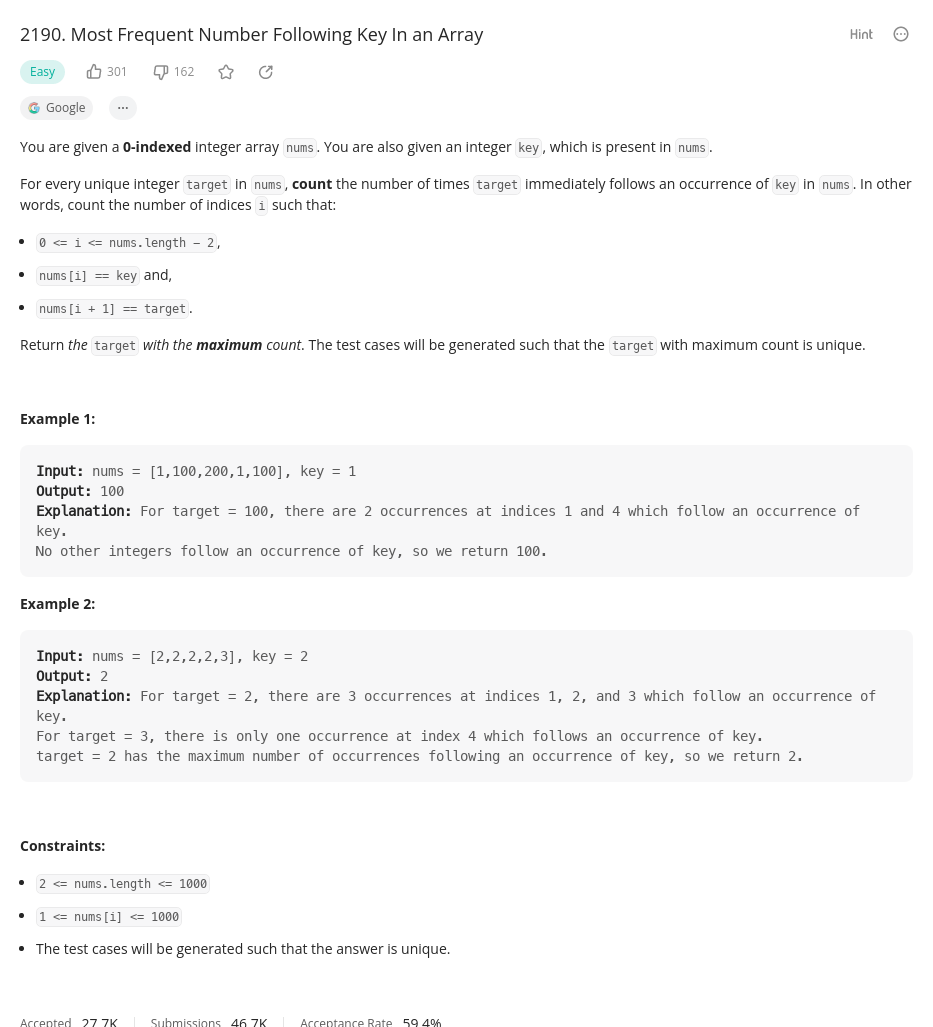 2190. Most Frequent Number Following Key In an Array
Hint
Easy 301 162
Google ...
You are given a 0-indexed integer array nums. You are also given an integer key, which is present in nums.
For every unique integer target in nums, count the number of times target immediately follows an occurrence of key in nums. In other
words, count the number of indices i such that:
• 0 <= i <= nums.length − 2,
• nums[i] == key and,
• nums[i + 1] == target.
Return the target with the maximum count. The test cases will be generated such that the target with maximum count is unique.
Example 1:
Input: nums = [1,100,200,1,100], key = 1
Output: 100
Explanation: For target = 100, there are 2 occurrences at indices 1 and 4 which follow an occurrence of
key.
No other integers follow an occurrence of key, so we return 100.
Example 2:
Input: nums = [2,2,2,2,3], key = 2
Output: 2
Explanation: For target = 2, there are 3 occurrences at indices 1, 2, and 3 which follow an occurrence of
key.
For target = 3, there is only one occurrence at index 4 which follows an occurrence of key.
target = 2 has the maximum number of occurrences following an occurrence of key, so we return 2.
Constraints:
• 2 <= nums.length <= 1000
• 1 <= nums[i] <= 1000
• The test cases will be generated such that the answer is unique.
Accepted 27.7K Submissions 46.7K Acceptance Rate 59.4%